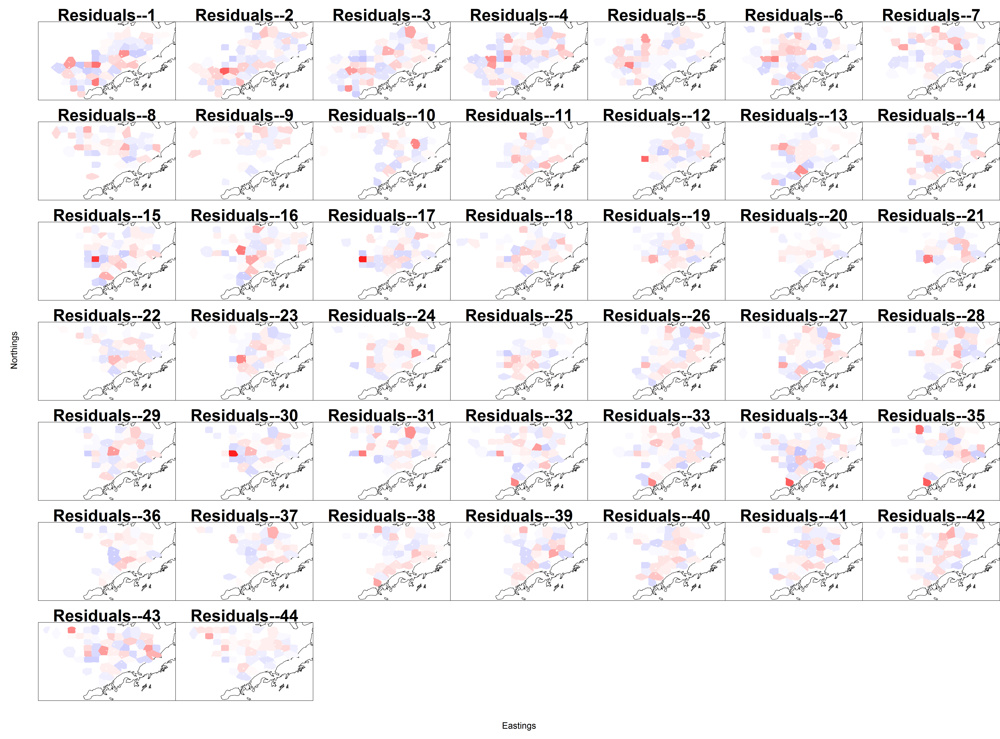 Residuals--1 Residuals--2 Residuals--3 Residuals--4 Residuals--5 Residuals--6 Residuals--7
Residuals--8 Residuals--9 Residuals--10 Residuals--11 Residuals--12 Residuals--13 Residuals--14
Residuals--15 Residuals--16 Residuals--17 Residuals--18 Residuals--19 Residuals--20 Residuals--21
Residuals--22 Residuals--23 Residuals--24 Residuals--25 Residuals--26 Residuals--27 Residuals--28
Northings
Residuals--29 Residuals--30 Residuals--31 Residuals--32 Residuals--33 Residuals--34 Residuals--35
Residuals--36 Residuals--37 Residuals--38 Residuals--39 Residuals--40 Residuals--41 Residuals--42
Residuals--43 Residuals--44
Eastings